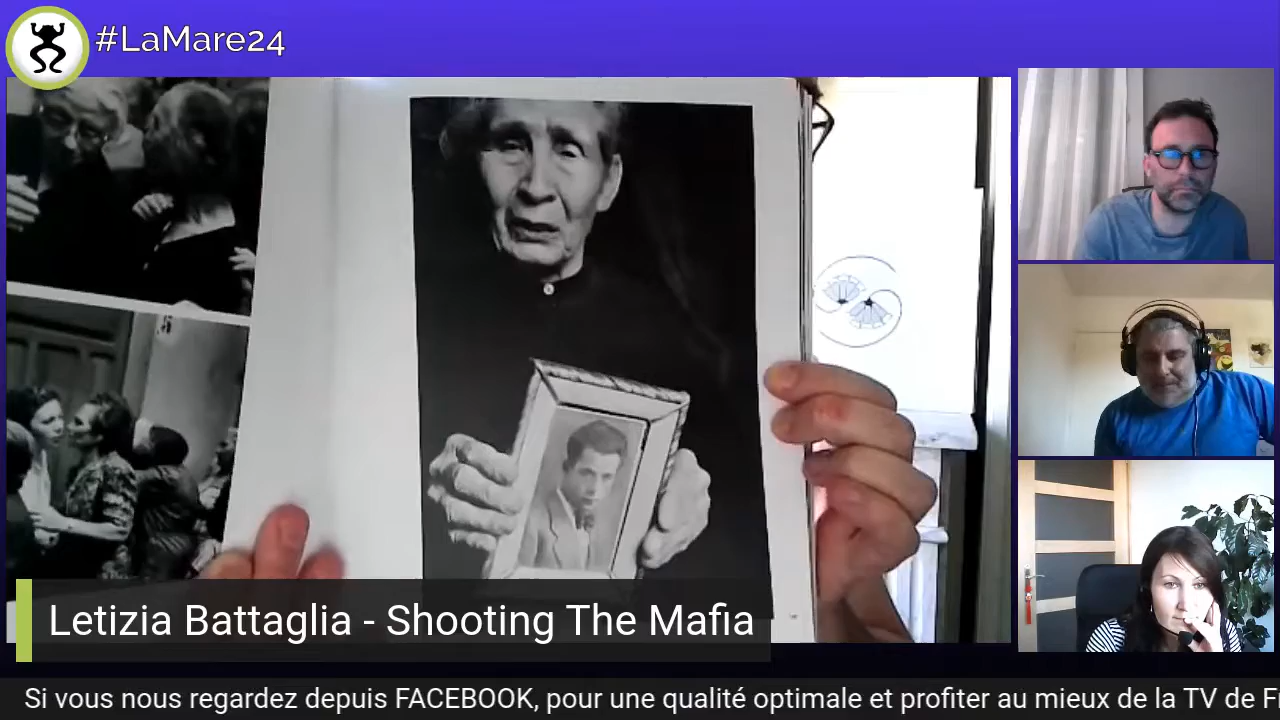 #LaMare24
Letizia Battaglia - Shooting The Mafia
Si vous nous regardez depuis FACEBOOK, pour une qualité optimale et profiter au mieux de la TV de F